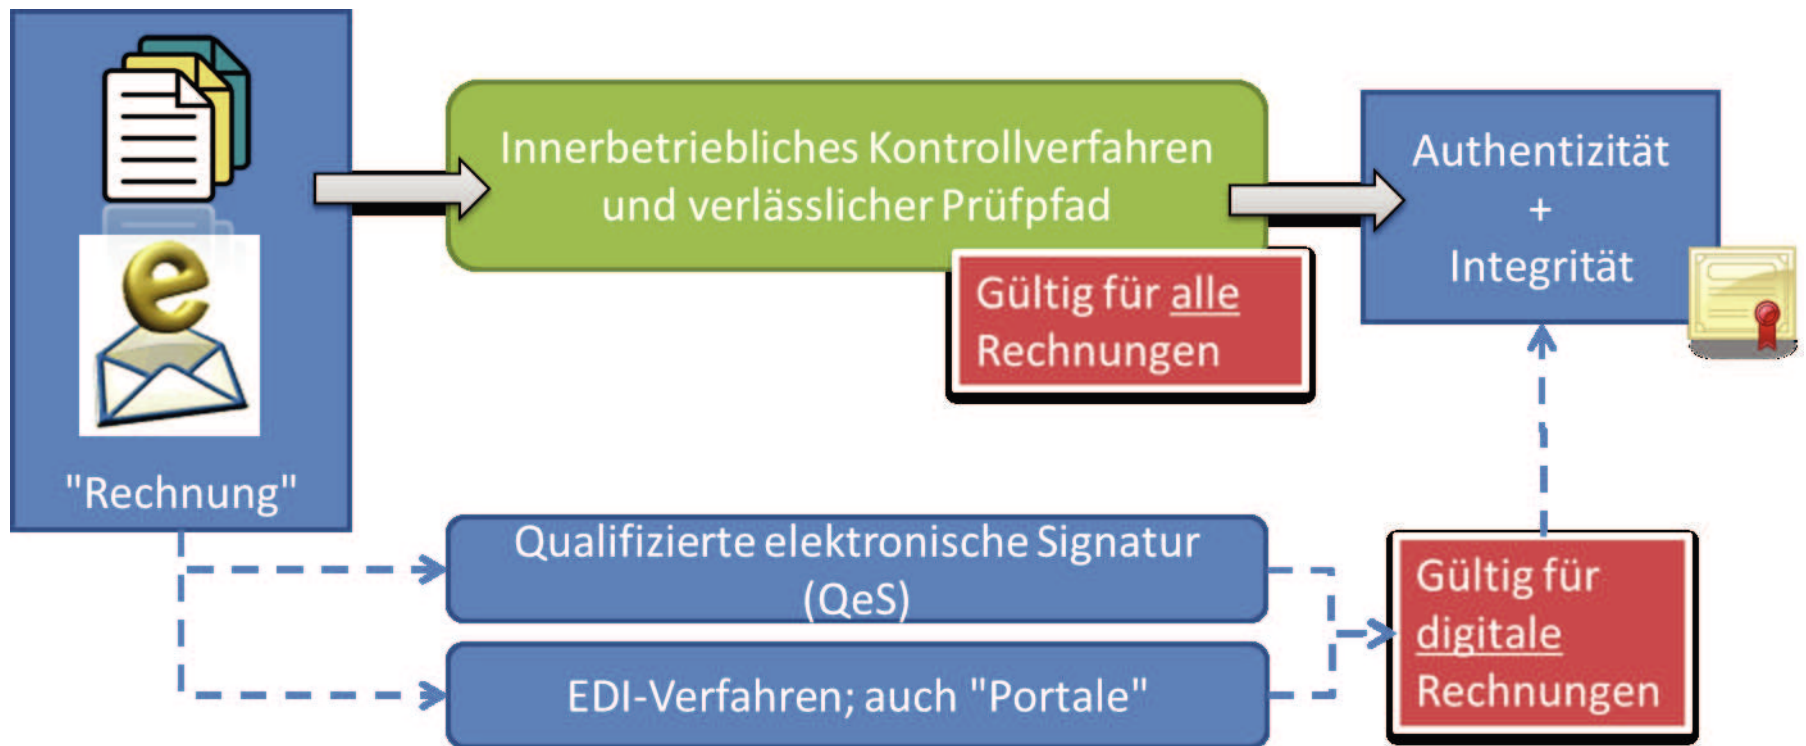 "Rechnung"
Innerbetriebliches Kontrollverfahren
und verlässlicher Prüfpfad
Gültig für alle
Rechnungen
Authentizität
+
Integrität
Qualifizierte elektronische Signatur
(QeS)
EDI-Verfahren; auch "Portale"
Gültig für
digitale
Rechnungen